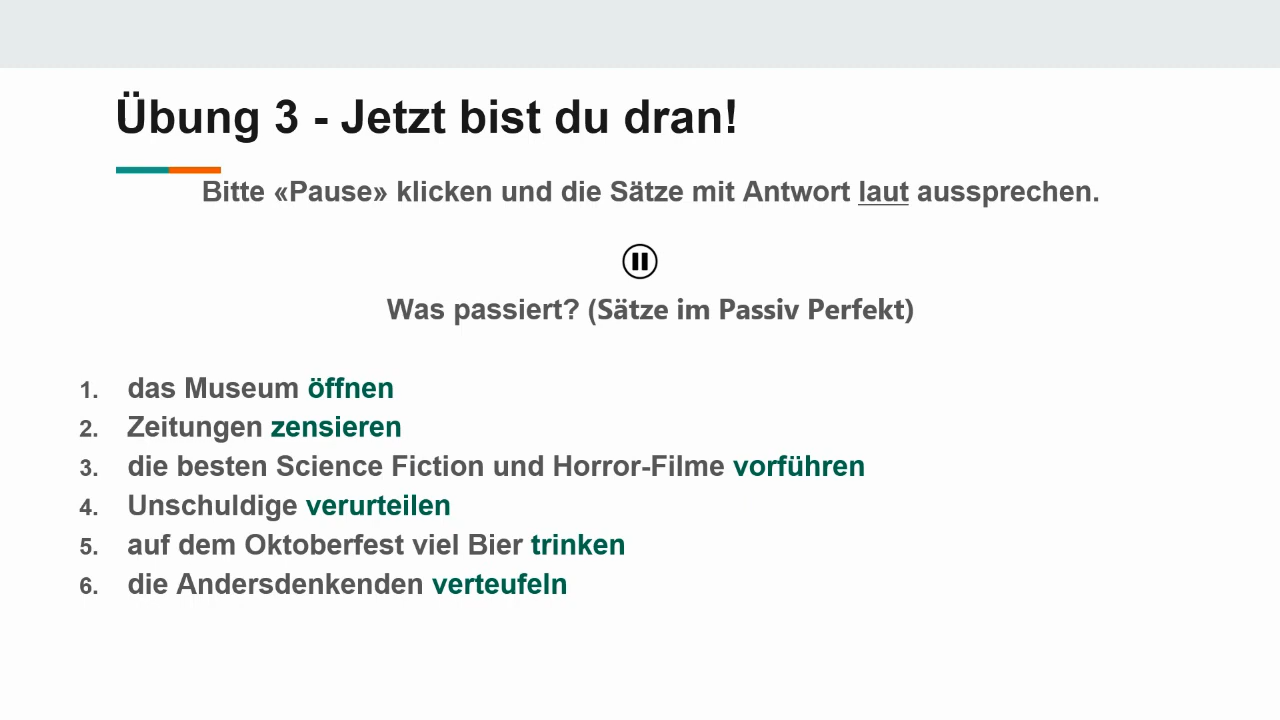 Übung 3 - Jetzt bist du dran!
Bitte «Pause» klicken und die Sätze mit Antwort laut aussprechen.
Was passiert? (Sätze im Passiv Perfekt)
1. das Museum öffnen
2. Zeitungen zensieren
3. die besten Science Fiction und Horror-Filme vorführen
4. Unschuldige verurteilen
5. auf dem Oktoberfest viel Bier trinken
6. die Andersdenkenden verteufeln